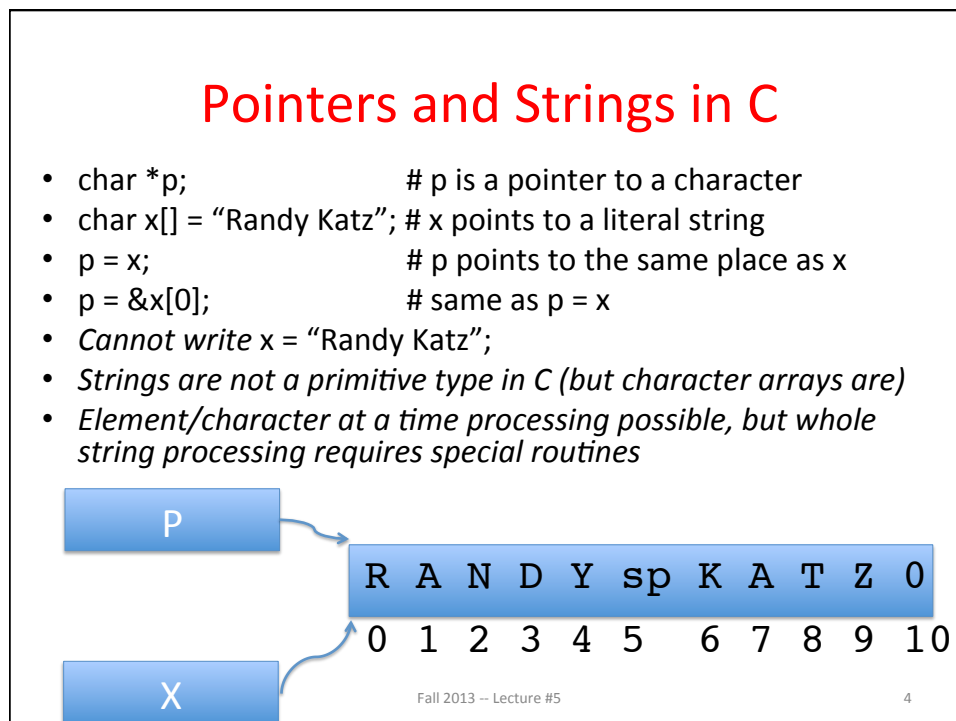 Pointers and Strings in C
• char *p; # p is a pointer to a character
• char x[] = “Randy Katz”; # x points to a literal string
• p = x; # p points to the same place as x
• p = &x[0]; # same as p = x
• Cannot write x = “Randy Katz”;
• Strings are not a primitive type in C (but character arrays are)
• Element/character at a time processing possible, but whole
string processing requires special routines
P
R A N D Y sp K A T Z 0
0 1 2 3 4 5 6 7 8 9 10
X
Fall 2013 -- Lecture #5
4